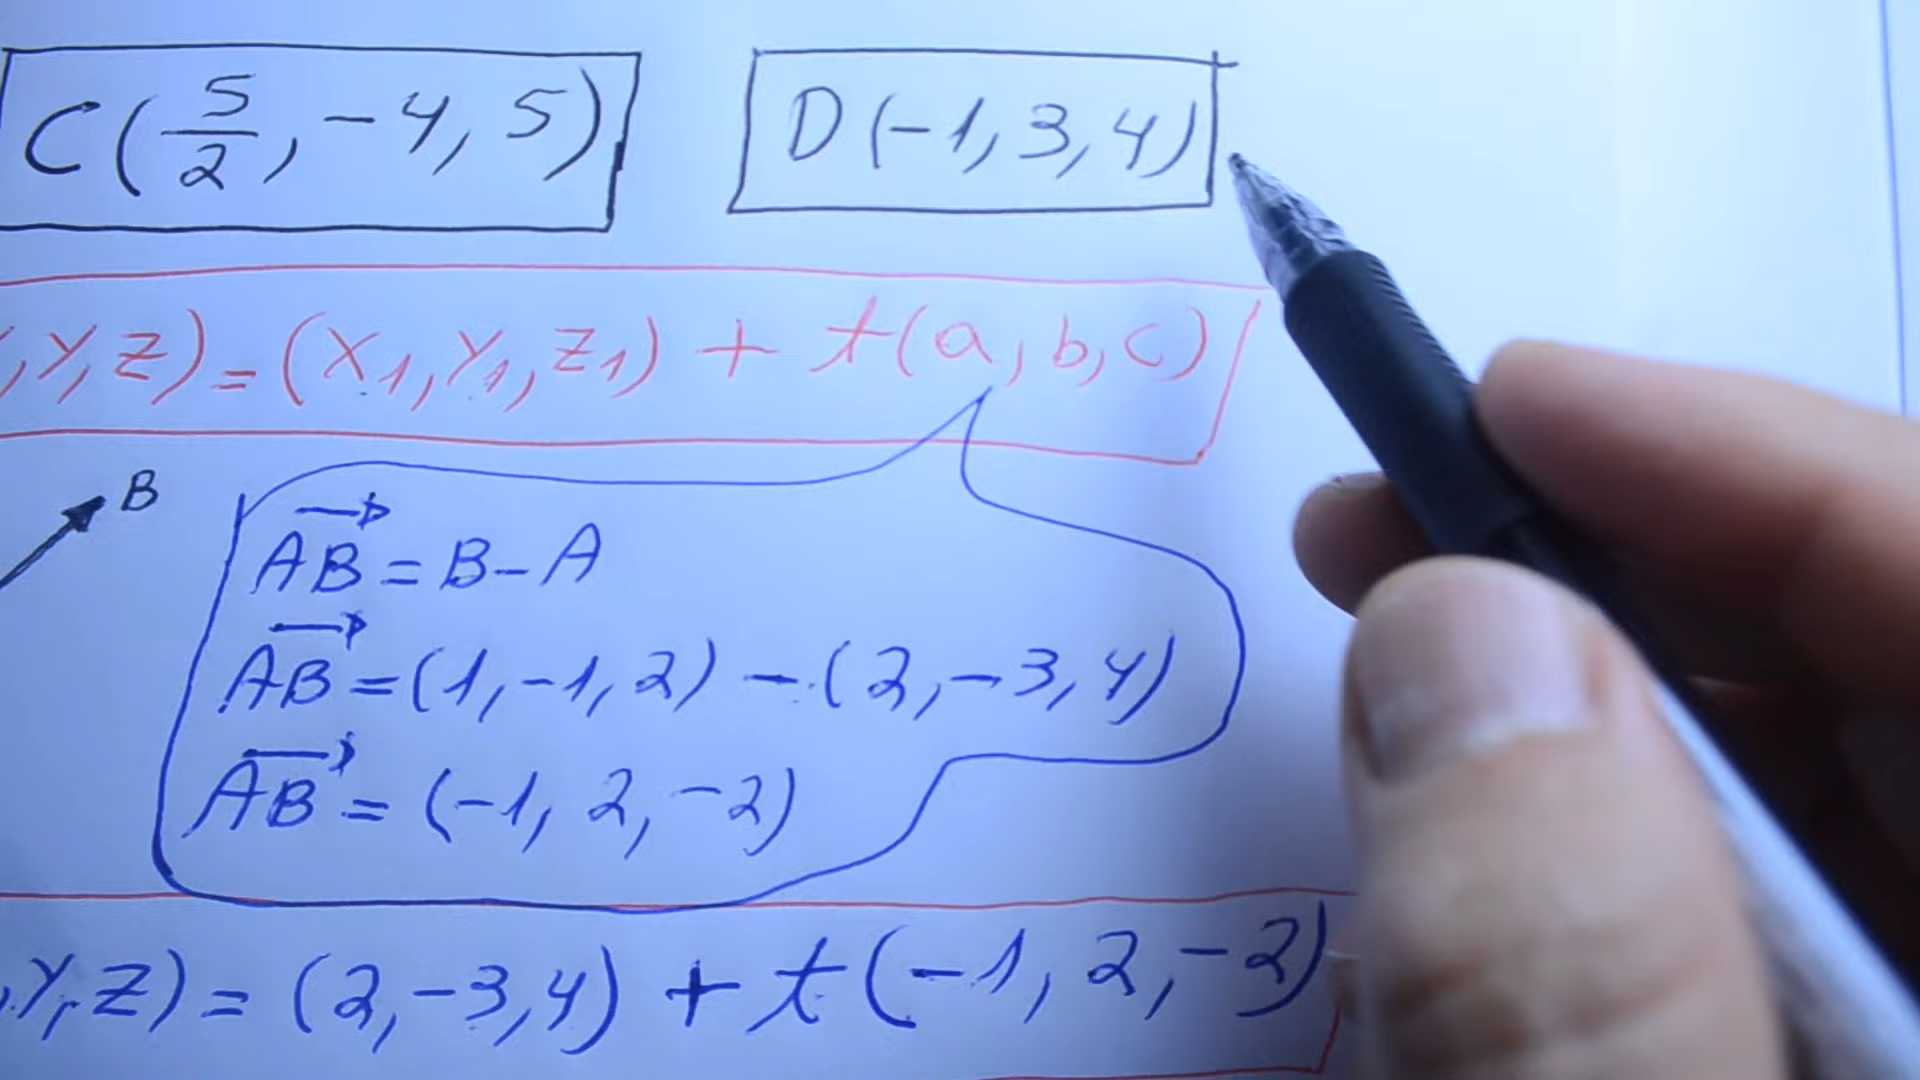 C(5/2, -4, 5) D(-1, 3, 4)
, y, z) = (x₁, y₁, z₁) + t(a, b, c)
B
→AB = B - A
→AB = (1, -1, 2) - (2, -3, 4)
→AB = (-1, 2, -2)
, y, z) = (2, -3, 4) + t(-1, 2, -2)